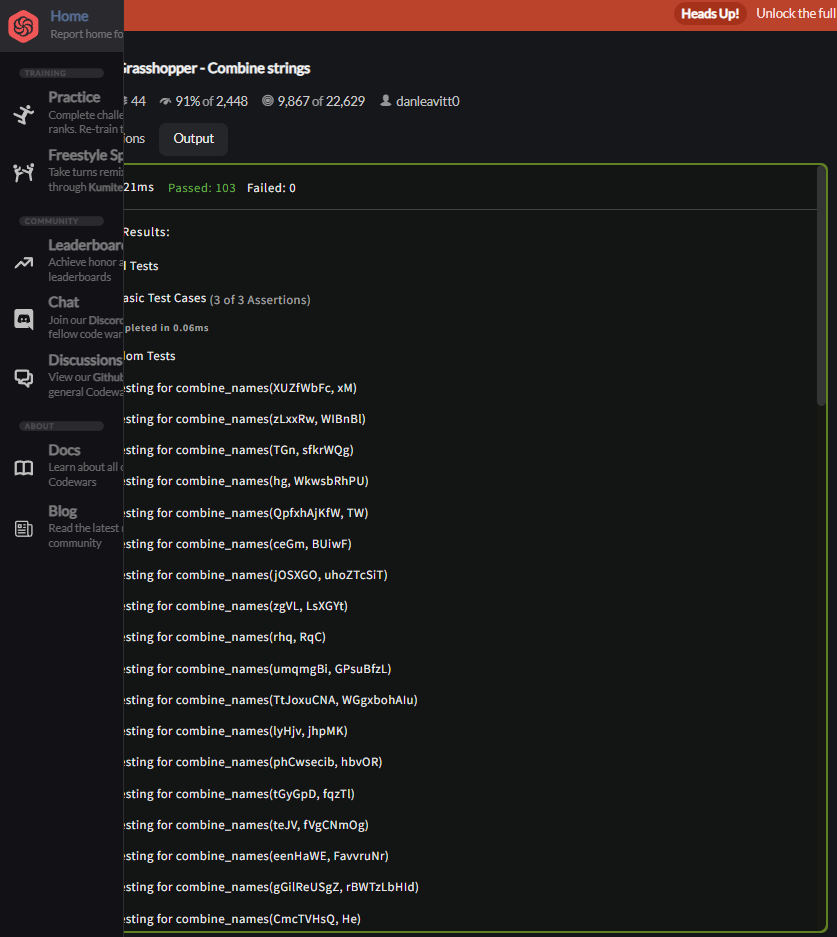 Home
Report home fo
TRAINING
Practice
Complete challe
ranks. Re-train t
Freestyle Sp
Take turns remix
through Kumite
COMMUNITY
Leaderboar
Achieve honor a
leaderboards
Chat
Join our Discord
fellow code war
Discussions
View our Github
general Codewa
ABOUT
Docs
Learn about all o
Codewars
Blog
Read the latest
community
Heads Up! Unlock the full
Grasshopper - Combine strings
44 91% of 2,448 9,867 of 22,629 danleavitt0
ions Output
21ms Passed: 103 Failed: 0
Results:
l Tests
asic Test Cases (3 of 3 Assertions)
pleted in 0.06ms
om Tests
esting for combine_names(XUZfWbFc, xM)
esting for combine_names(zLxxRw, WIBnBl)
esting for combine_names(TGn, sfkrWQg)
esting for combine_names(hg, WkwsbRhPU)
esting for combine_names(QpfxhAjKfW, TW)
esting for combine_names(ceGm, BUiwF)
esting for combine_names(jOSXGO, uhoZTcSiT)
esting for combine_names(zgVL, LsXGYt)
esting for combine_names(rhq, RqC)
esting for combine_names(umqmgBi, GPsuBfzL)
esting for combine_names(TtJoxuCNA, WGgxbohAIu)
esting for combine_names(lyHjv, jhpMK)
esting for combine_names(phCwsecib, hbvOR)
esting for combine_names(tGyGpD, fqzTl)
esting for combine_names(teJV, fVgCNmOg)
esting for combine_names(eenHaWE, FavvruNr)
esting for combine_names(gGilReUSgZ, rBWTzLbHId)
esting for combine_names(CmcTVHsQ, He)